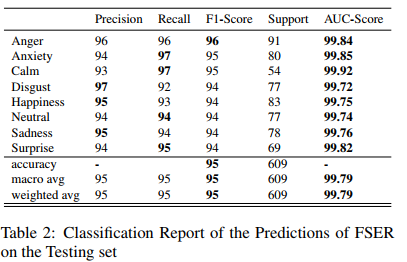 Precision Recall F1-Score Support AUC-Score
Anger 96 96 96 91 99.84
Anxiety 94 97 95 80 99.85
Calm 93 97 95 54 99.92
Disgust 97 92 94 77 99.72
Happiness 95 93 94 83 99.75
Neutral 94 94 94 77 99.74
Sadness 95 94 94 78 99.76
Surprise 94 95 94 69 99.82
accuracy - 95 609 -
macro avg 95 95 95 609 99.79
weighted avg 95 95 95 609 99.79
Table 2: Classification Report of the Predictions of FSER
on the Testing set